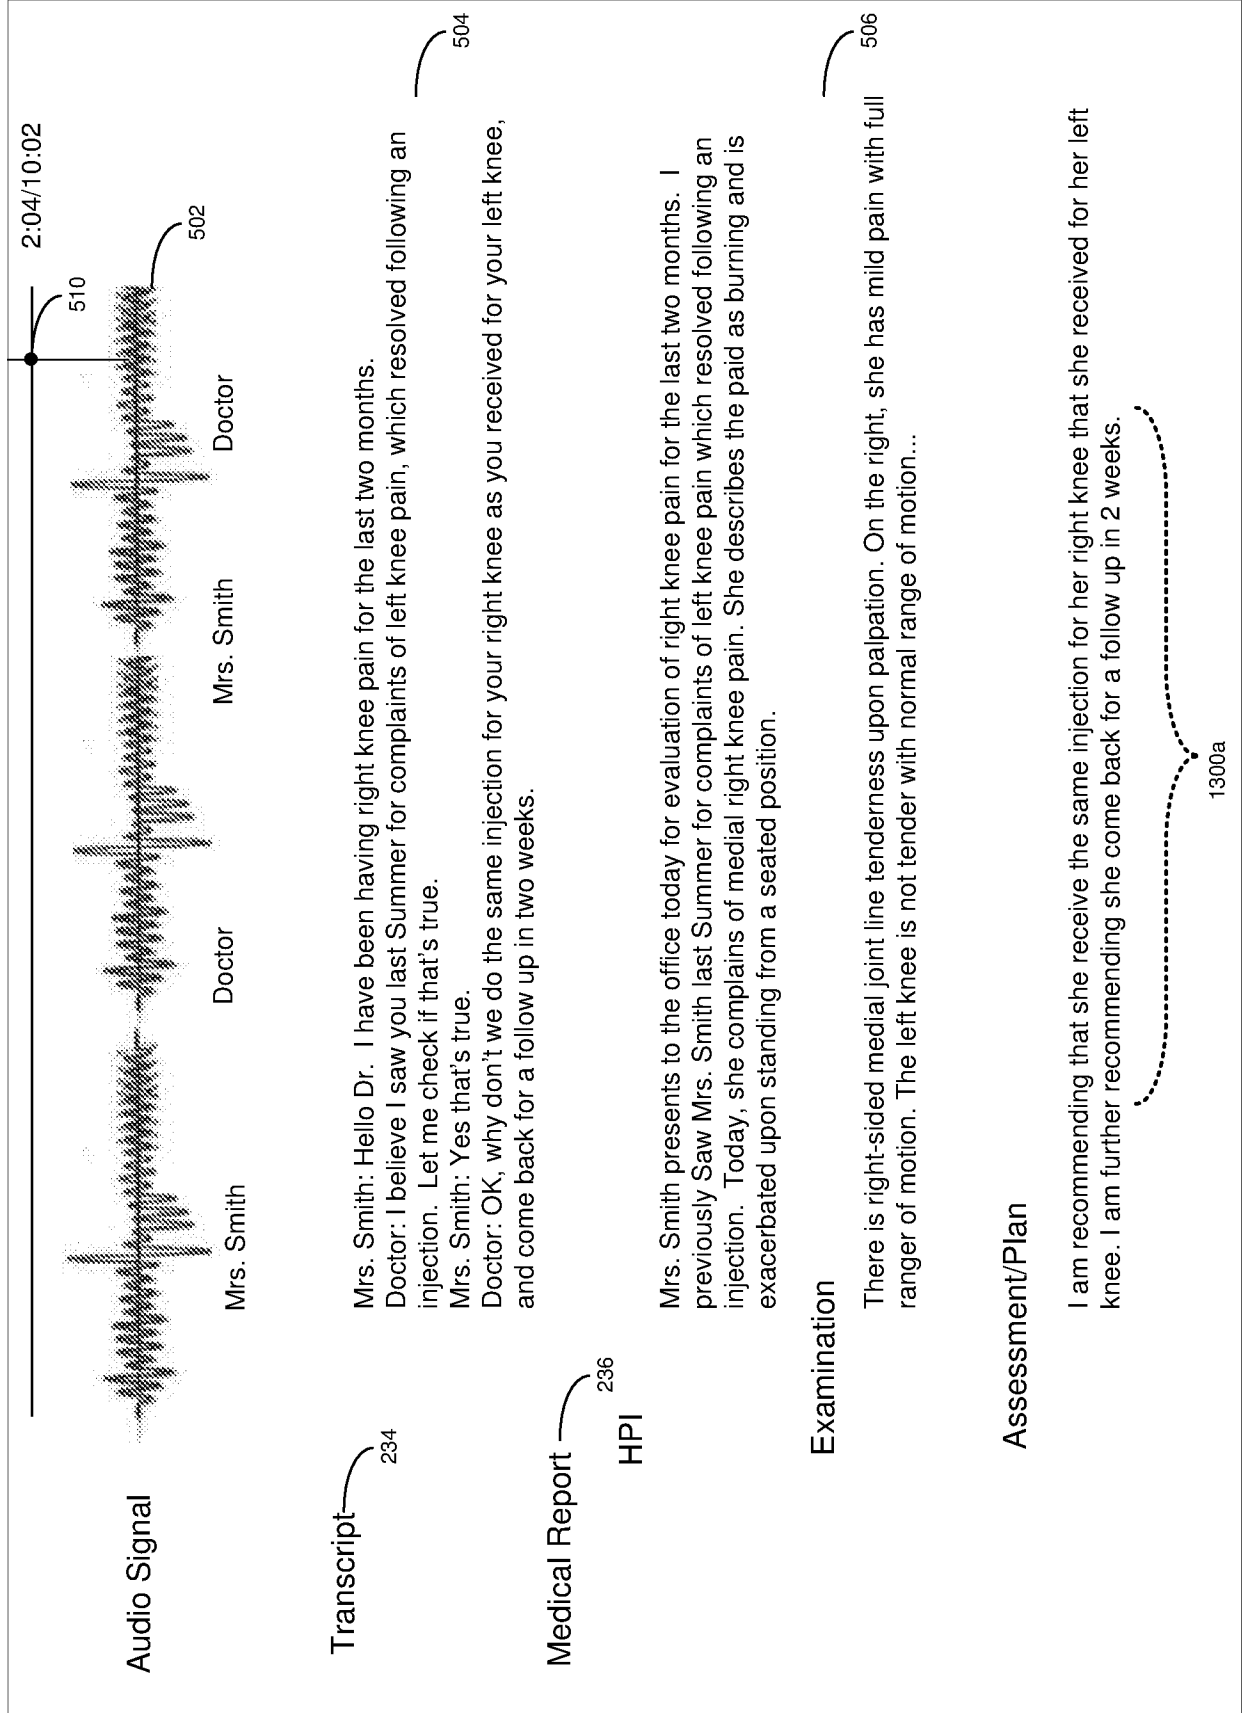 2:04/10:02
510
Audio Signal
502
Mrs. Smith
Doctor
Mrs. Smith
Doctor
Transcript
234
504
Mrs. Smith: Hello Dr.  I have been having right knee pain for the last two months.
Doctor: I believe I saw you last Summer for complaints of left knee pain, which resolved following an
injection.  Let me check if that's true.
Mrs. Smith: Yes that's true.
Doctor: OK, why don't we do the same injection for your right knee as you received for your left knee,
and come back for a follow up in two weeks.
Medical Report
236
HPI
Mrs. Smith presents to the office today for evaluation of right knee pain for the last two months.  I
previously Saw Mrs. Smith last Summer for complaints of left knee pain which resolved following an
injection.  Today, she complains of medial right knee pain. She describes the paid as burning and is
exacerbated upon standing from a seated position.
Examination
506
There is right-sided medial joint line tenderness upon palpation. On the right, she has mild pain with full
ranger of motion. The left knee is not tender with normal range of motion...
Assessment/Plan
I am recommending that she receive the same injection for her right knee that she received for her left
knee. I am further recommending she come back for a follow up in 2 weeks.
1300a